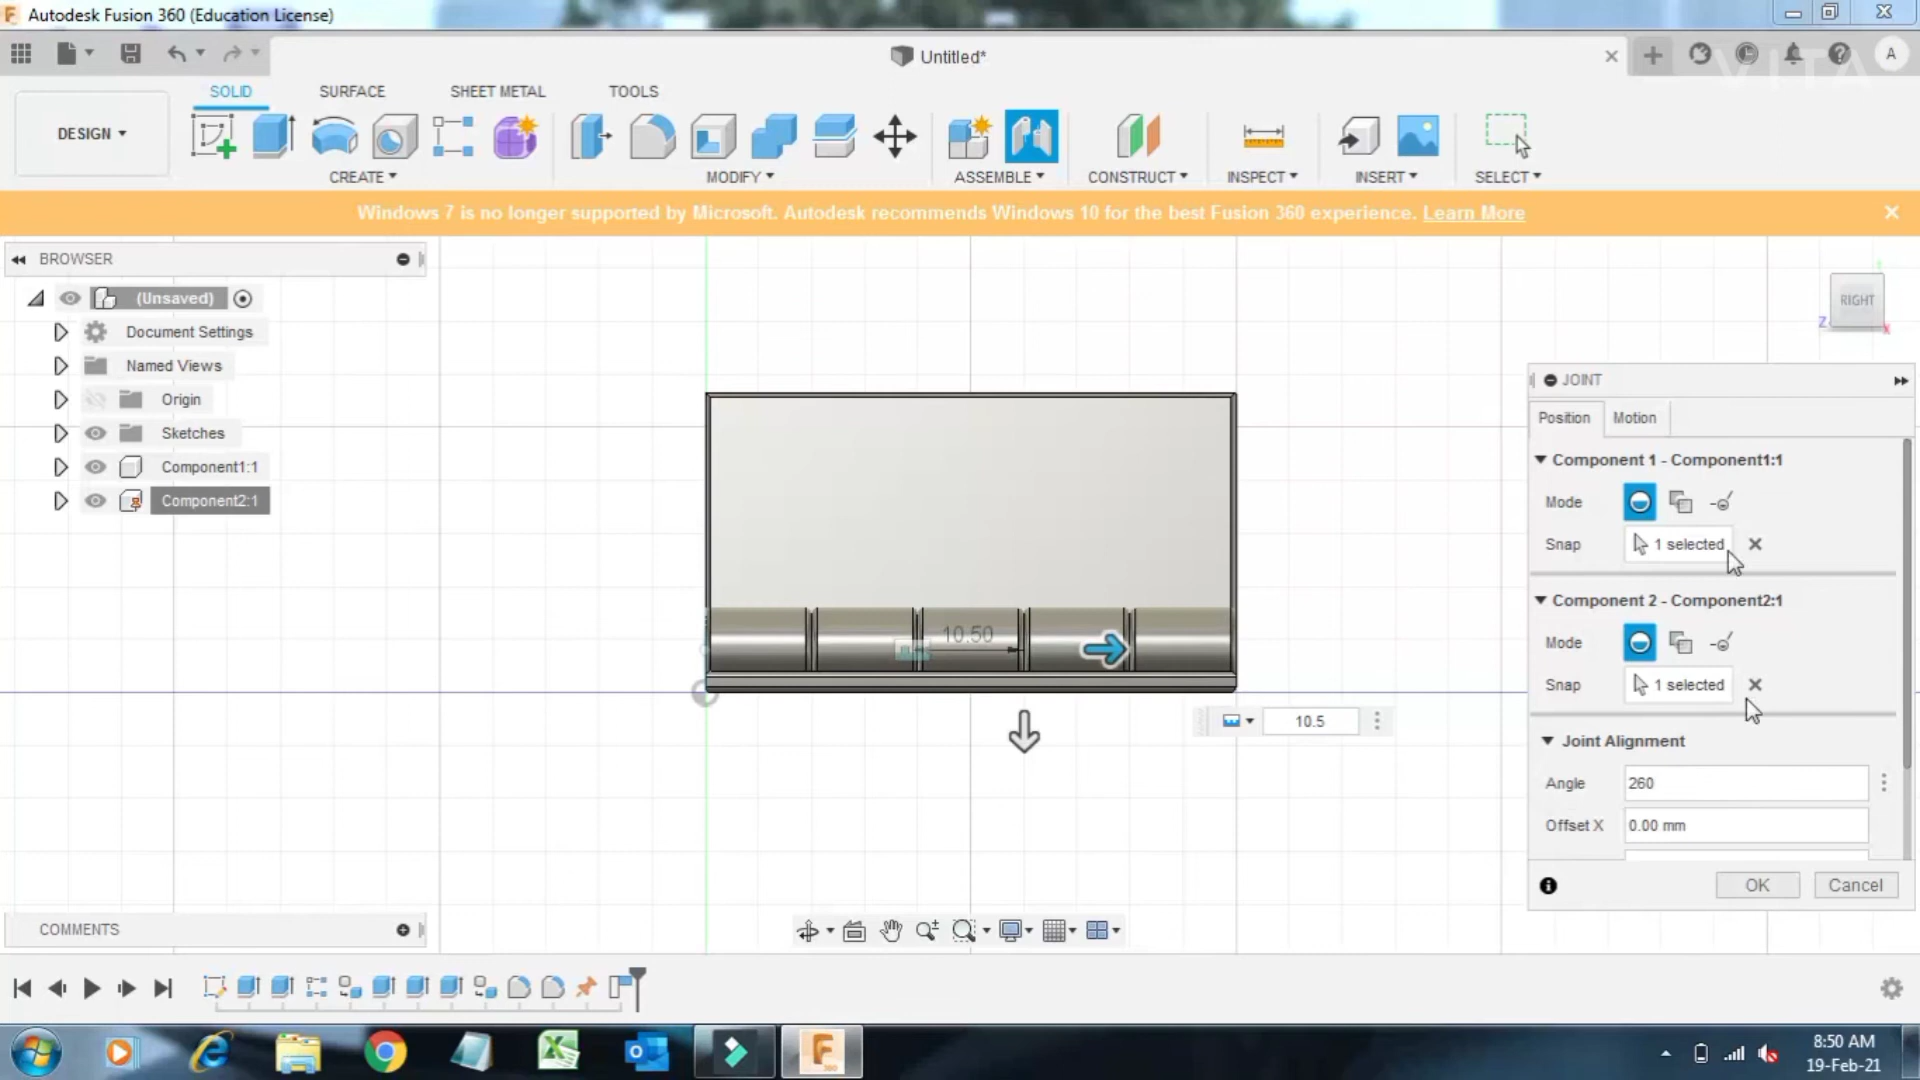 Autodesk Fusion 360 (Education License)
Untitled*
A
VITA
SOLID SURFACE SHEET METAL TOOLS
DESIGN
CREATE MODIFY ASSEMBLE CONSTRUCT INSPECT INSERT SELECT
Windows 7 is no longer supported by Microsoft. Autodesk recommends Windows 10 for the best Fusion 360 experience. Learn More
BROWSER
(Unsaved)
Document Settings
Named Views
Origin
Sketches
Component1:1
Component2:1
RIGHT
Z
X
JOINT
Position Motion
Component 1 - Component1:1
Mode
Snap 1 selected
Component 2 - Component2:1
Mode
Snap 1 selected
Joint Alignment
Angle 260
Offset X 0.00 mm
OK Cancel
10.50
10.5
COMMENTS
8:50 AM
19-Feb-21